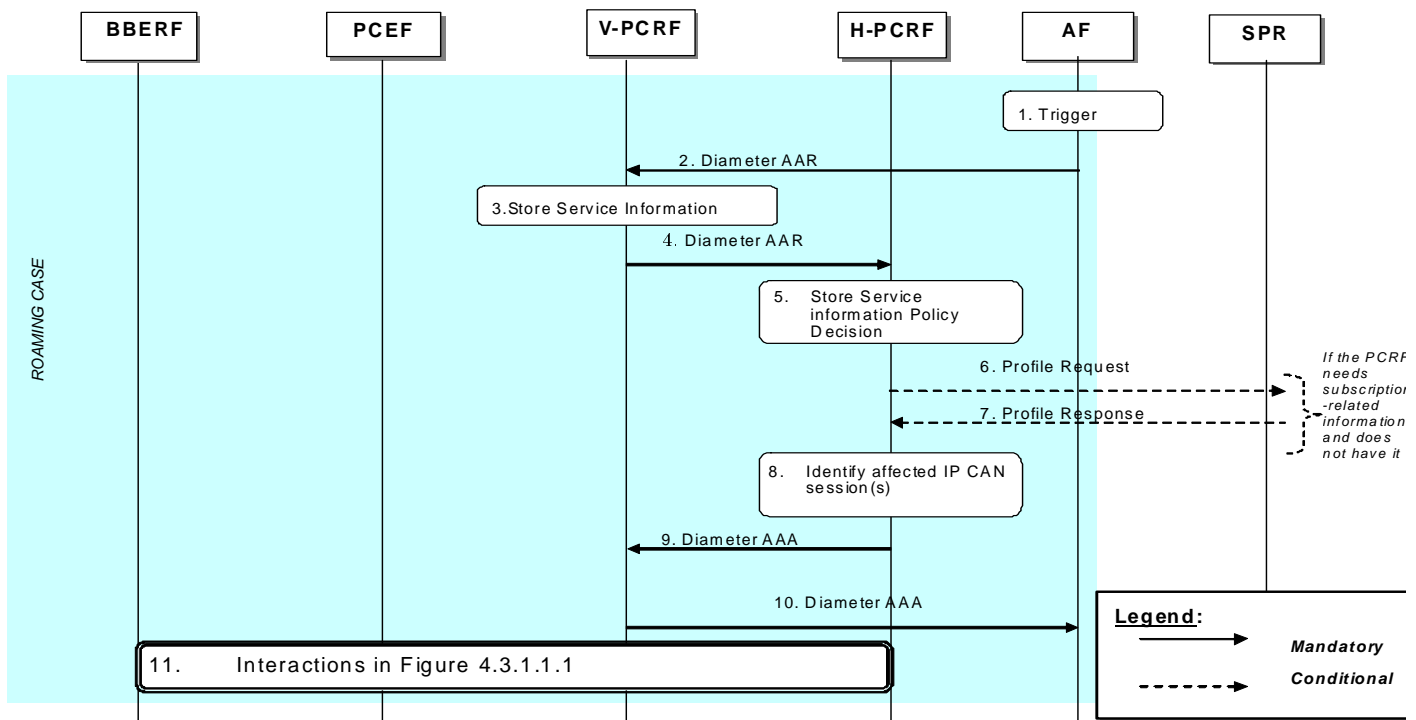 BBERF
PCEF
V-PCRF
H-PCRF
AF
SPR
1. Trigger
2. Diameter AAR
3.Store Service Information
4. Diameter AAR
ROAMING CASE
5. Store Service
information Policy
Decision
6. Profile Request
7. Profile Response
If the PCRF
needs
subscription
-related
information
and does
not have it
8. Identify affected IP CAN
session(s)
9. Diameter AAA
10. Diameter AAA
11. Interactions in Figure 4.3.1.1.1
Legend:
Mandatory
Conditional